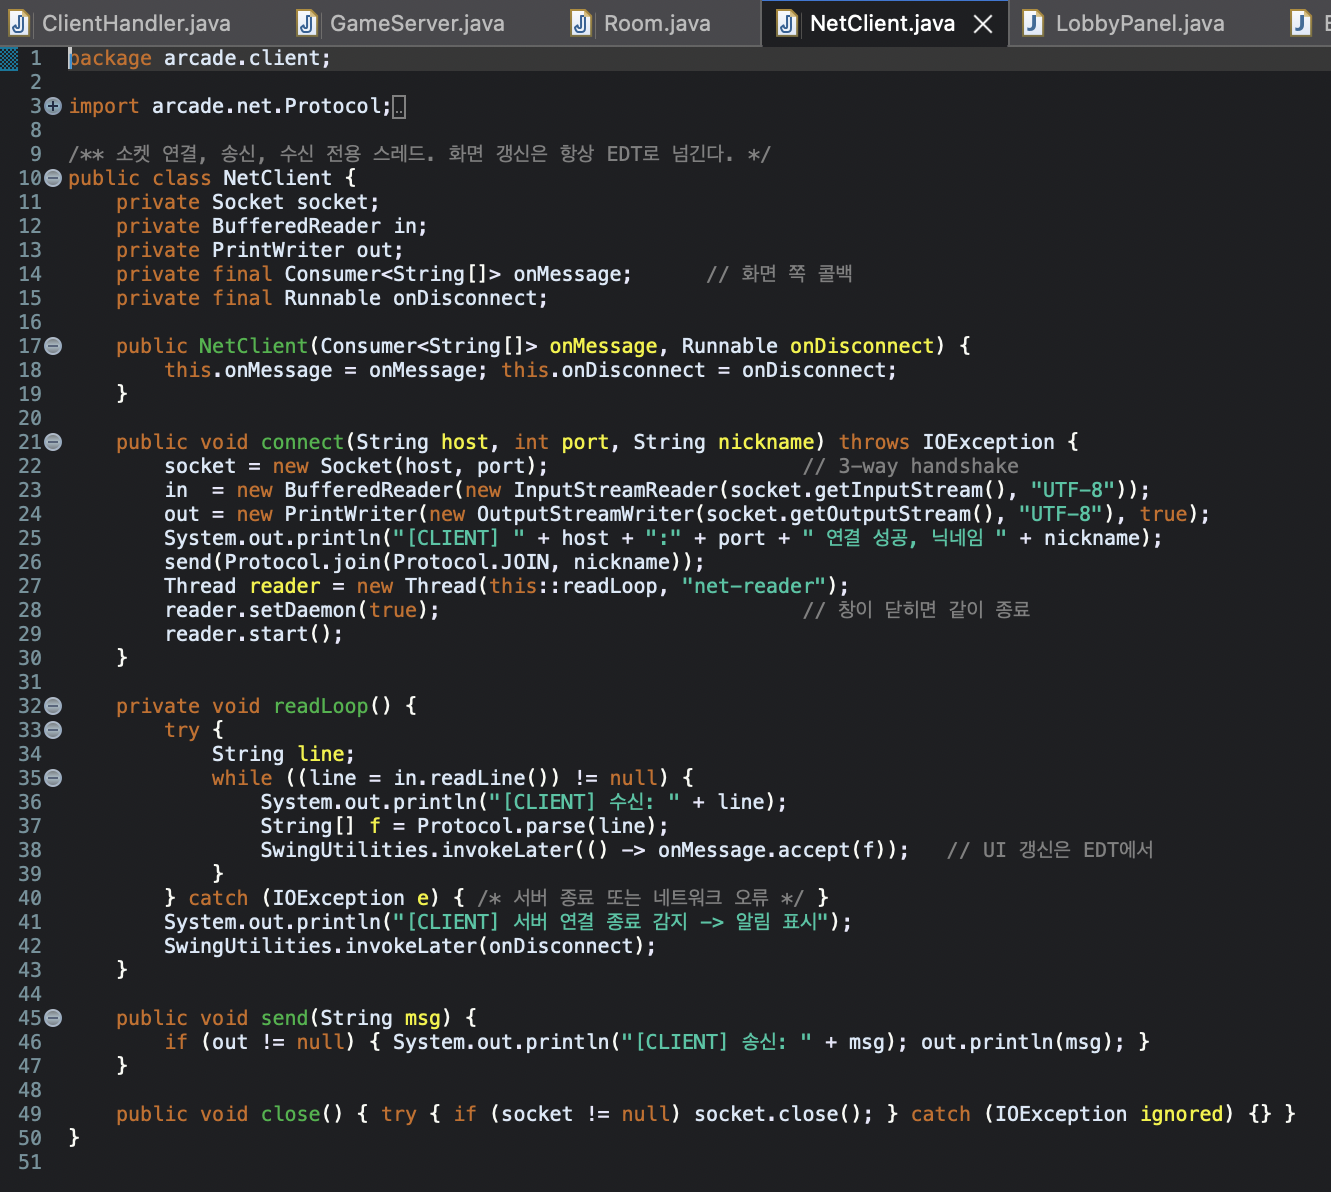 ClientHandler.java GameServer.java Room.java NetClient.java LobbyPanel.java
1 package arcade.client;
2
3 import arcade.net.Protocol;
8
9 /** 소켓 연결, 송신, 수신 전용 스레드. 화면 갱신은 항상 EDT로 넘긴다. */
10 public class NetClient {
11 private Socket socket;
12 private BufferedReader in;
13 private PrintWriter out;
14 private final Consumer<String[]> onMessage; // 화면 쪽 콜백
15 private final Runnable onDisconnect;
16
17 public NetClient(Consumer<String[]> onMessage, Runnable onDisconnect) {
18 this.onMessage = onMessage; this.onDisconnect = onDisconnect;
19 }
20
21 public void connect(String host, int port, String nickname) throws IOException {
22 socket = new Socket(host, port); // 3-way handshake
23 in  = new BufferedReader(new InputStreamReader(socket.getInputStream(), "UTF-8"));
24 out = new PrintWriter(new OutputStreamWriter(socket.getOutputStream(), "UTF-8"), true);
25 System.out.println("[CLIENT] " + host + ":" + port + " 연결 성공, 닉네임 " + nickname);
26 send(Protocol.join(Protocol.JOIN, nickname));
27 Thread reader = new Thread(this::readLoop, "net-reader");
28 reader.setDaemon(true); // 창이 닫히면 같이 종료
29 reader.start();
30 }
31
32 private void readLoop() {
33 try {
34 String line;
35 while ((line = in.readLine()) != null) {
36 System.out.println("[CLIENT] 수신: " + line);
37 String[] f = Protocol.parse(line);
38 SwingUtilities.invokeLater(() -> onMessage.accept(f)); // UI 갱신은 EDT에서
39 }
40 } catch (IOException e) { /* 서버 종료 또는 네트워크 오류 */ }
41 System.out.println("[CLIENT] 서버 연결 종료 감지 -> 알림 표시");
42 SwingUtilities.invokeLater(onDisconnect);
43 }
44
45 public void send(String msg) {
46 if (out != null) { System.out.println("[CLIENT] 송신: " + msg); out.println(msg); }
47 }
48
49 public void close() { try { if (socket != null) socket.close(); } catch (IOException ignored) {} }
50 }
51